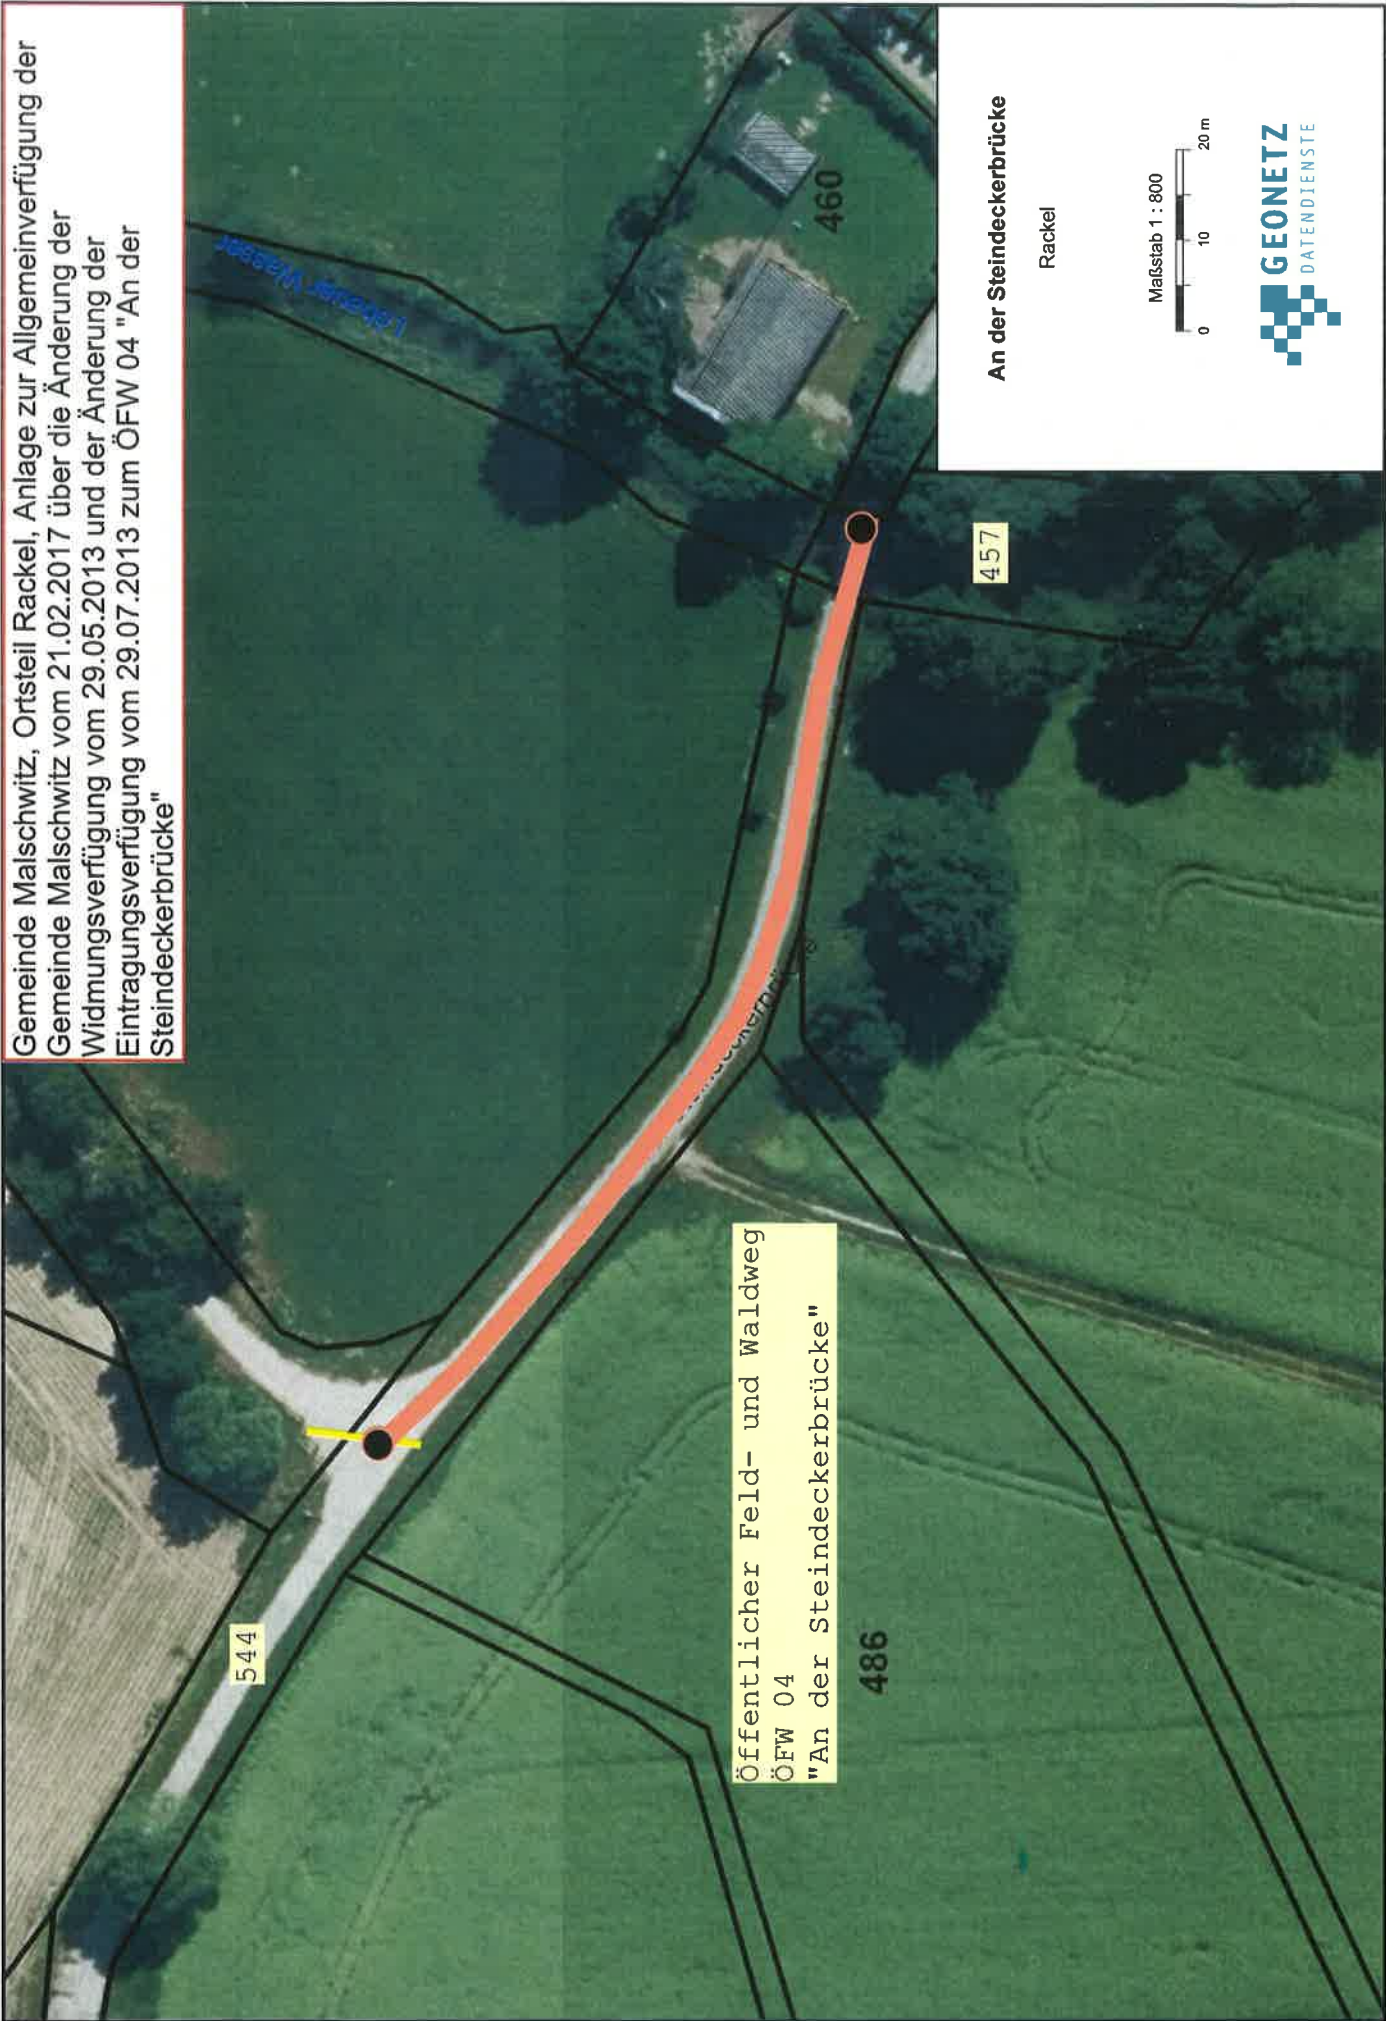 Gemeinde Malschwitz, Ortsteil Rackel, Anlage zur Allgemeinverfügung der
Gemeinde Malschwitz vom 21.02.2017 über die Änderung der
Widmungsverfügung vom 29.05.2013 und der Änderung der
Eintragungsverfügung vom 29.07.2013 zum ÖFW 04 "An der
Steindeckerbrücke"
Löbauer Wasser
460
457
544
Öffentlicher Feld- und Waldweg
ÖFW 04
"An der Steindeckerbrücke"
486
An der Steindeckerbrücke
Rackel
Maßstab 1 : 800
0 10 20 m
GEONETZ
DATENDIENSTE